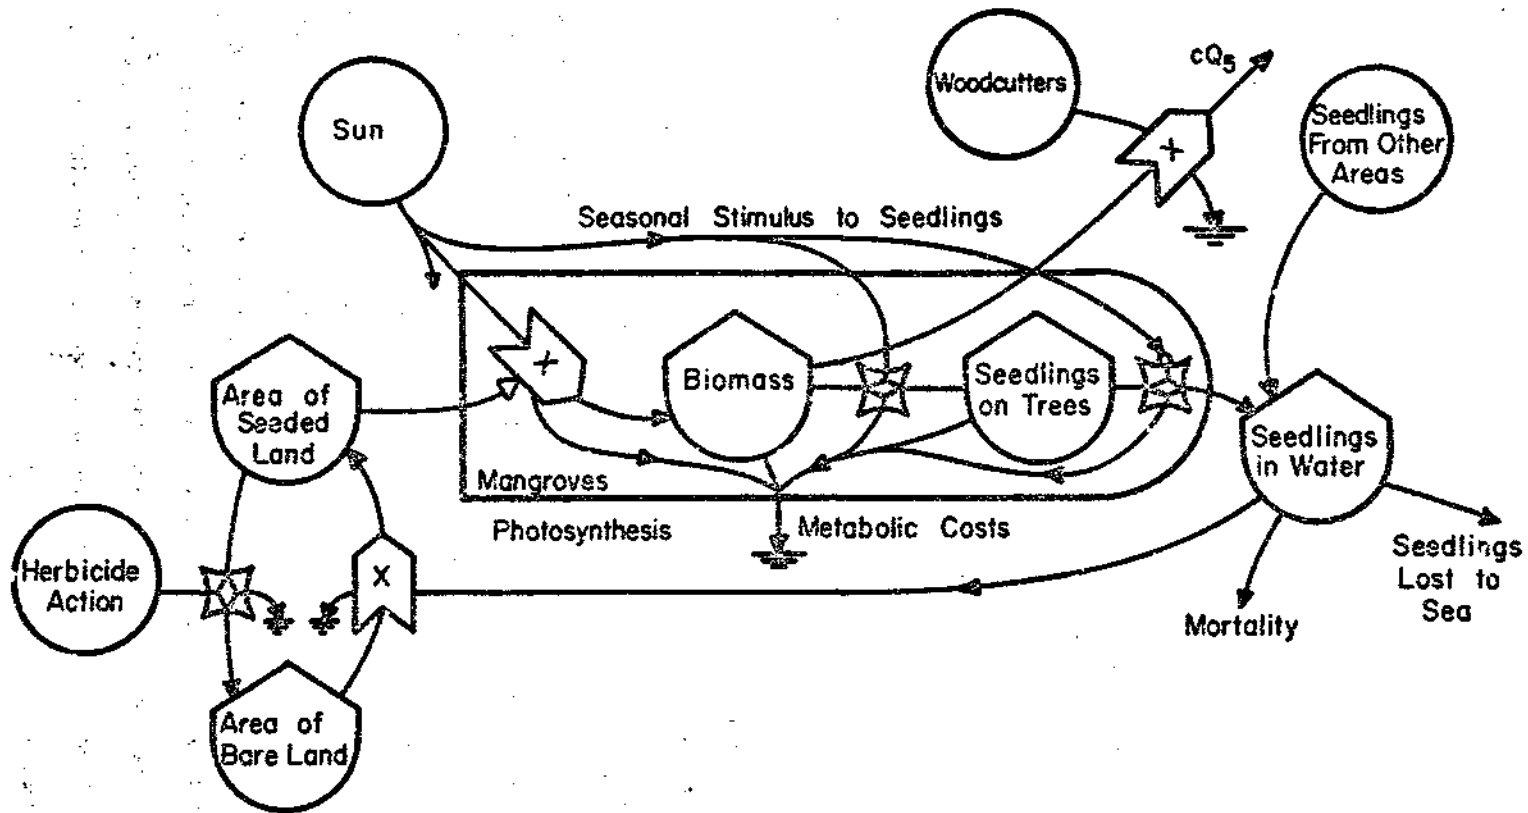 Sun
Woodcutters
cQ5
Seedlings
From Other
Areas
Seasonal Stimulus to Seedlings
X
X
Area of
Seeded
Land
Biomass
Seedlings
on Trees
Seedlings
in Water
Mangroves
Photosynthesis
Metabolic Costs
Herbicide
Action
X
Seedlings
Lost to
Sea
Mortality
Area of
Bare Land